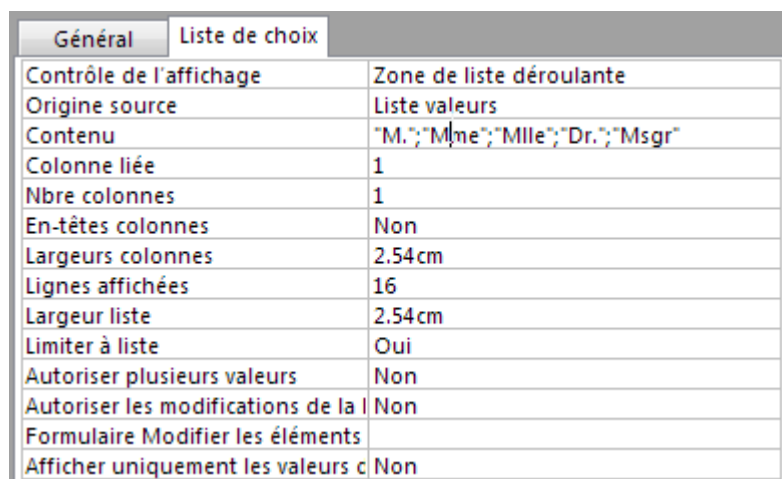 Général Liste de choix
Contrôle de l'affichage Zone de liste déroulante
Origine source Liste valeurs
Contenu "M.";"Mme";"Mlle";"Dr.";"Msgr"
Colonne liée 1
Nbre colonnes 1
En-têtes colonnes Non
Largeurs colonnes 2.54cm
Lignes affichées 16
Largeur liste 2.54cm
Limiter à liste Oui
Autoriser plusieurs valeurs Non
Autoriser les modifications de la l Non
Formulaire Modifier les éléments
Afficher uniquement les valeurs c Non